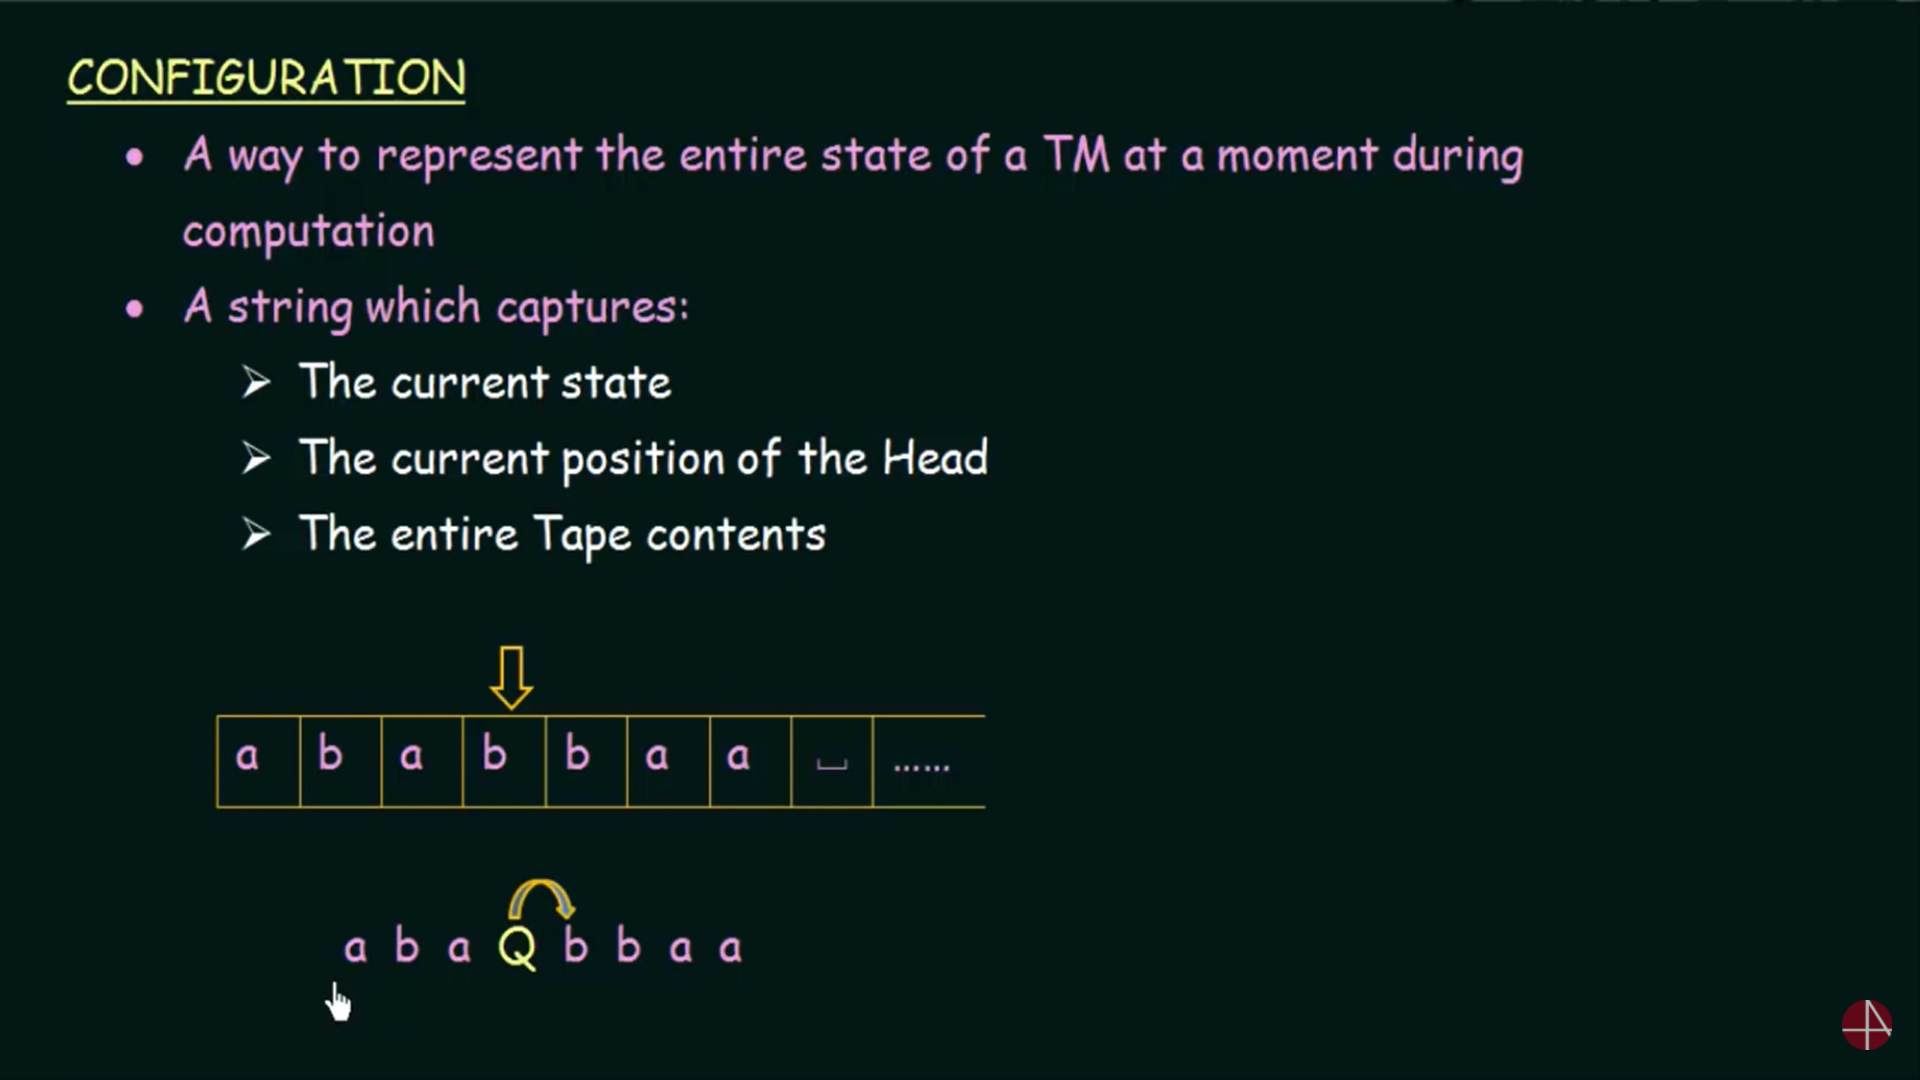 CONFIGURATION
• A way to represent the entire state of a TM at a moment during
computation
• A string which captures:
➢ The current state
➢ The current position of the Head
➢ The entire Tape contents
a b a b b a a ⎵ ......
a b a Q b b a a